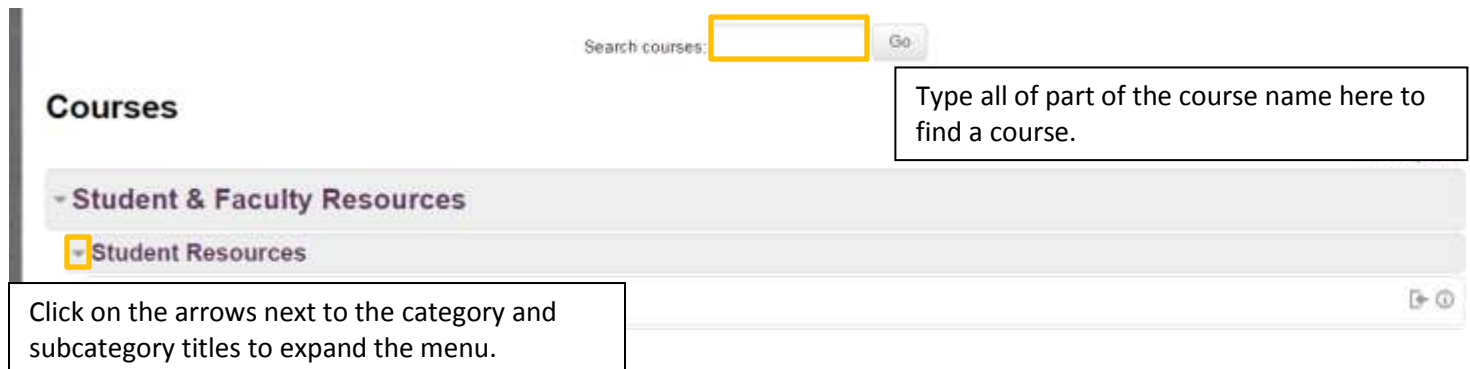 Search courses:
Go
Type all of part of the course name here to
find a course.
Courses
Student & Faculty Resources
Student Resources
Click on the arrows next to the category and
subcategory titles to expand the menu.